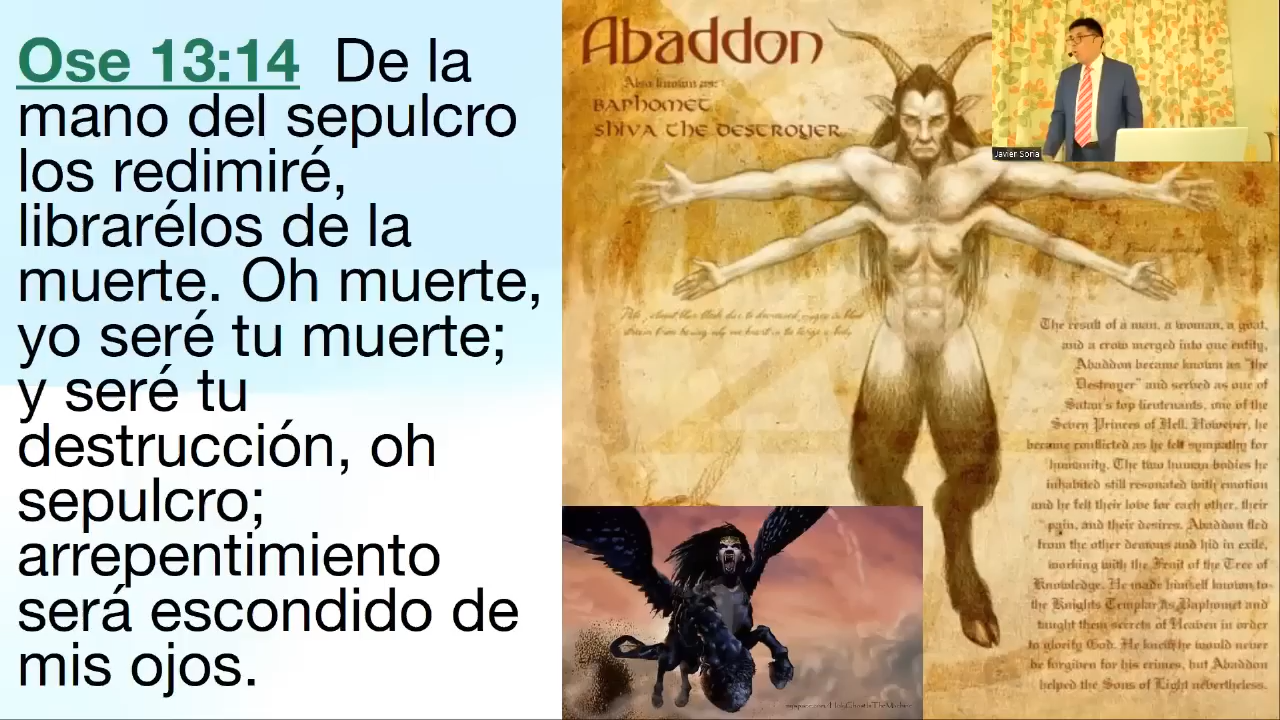 Ose 13:14 De la
mano del sepulcro
los redimiré,
librarélos de la
muerte. Oh muerte,
yo seré tu muerte;
y seré tu
destrucción, oh
sepulcro;
arrepentimiento
será escondido de
mis ojos.
Abaddon
Also known as:
BAPHOMET
SHIVA THE DESTROYER
Javier Soria
The result of a man, a woman, a goat,
and a crow merged into one entity,
Abaddon became known as "the
Destroyer" and served as one of
Satan's top lieutenants, one of the
Seven Princes of Hell. However, he
became conflicted as he felt sympathy for
humanity. The two human bodies he
inhabited still resonated with emotion
and he felt their love for each other, their
pain, and their desires. Abaddon fled
from the other demons and hid in exile,
working with the Fruit of the Tree of
Knowledge. He made himself known to
the Knights Templar as Baphomet and
taught them secrets of Heaven in order
to glorify God. He knew he would never
be forgiven for his crimes, but Abaddon
helped the Sons of Light nevertheless.